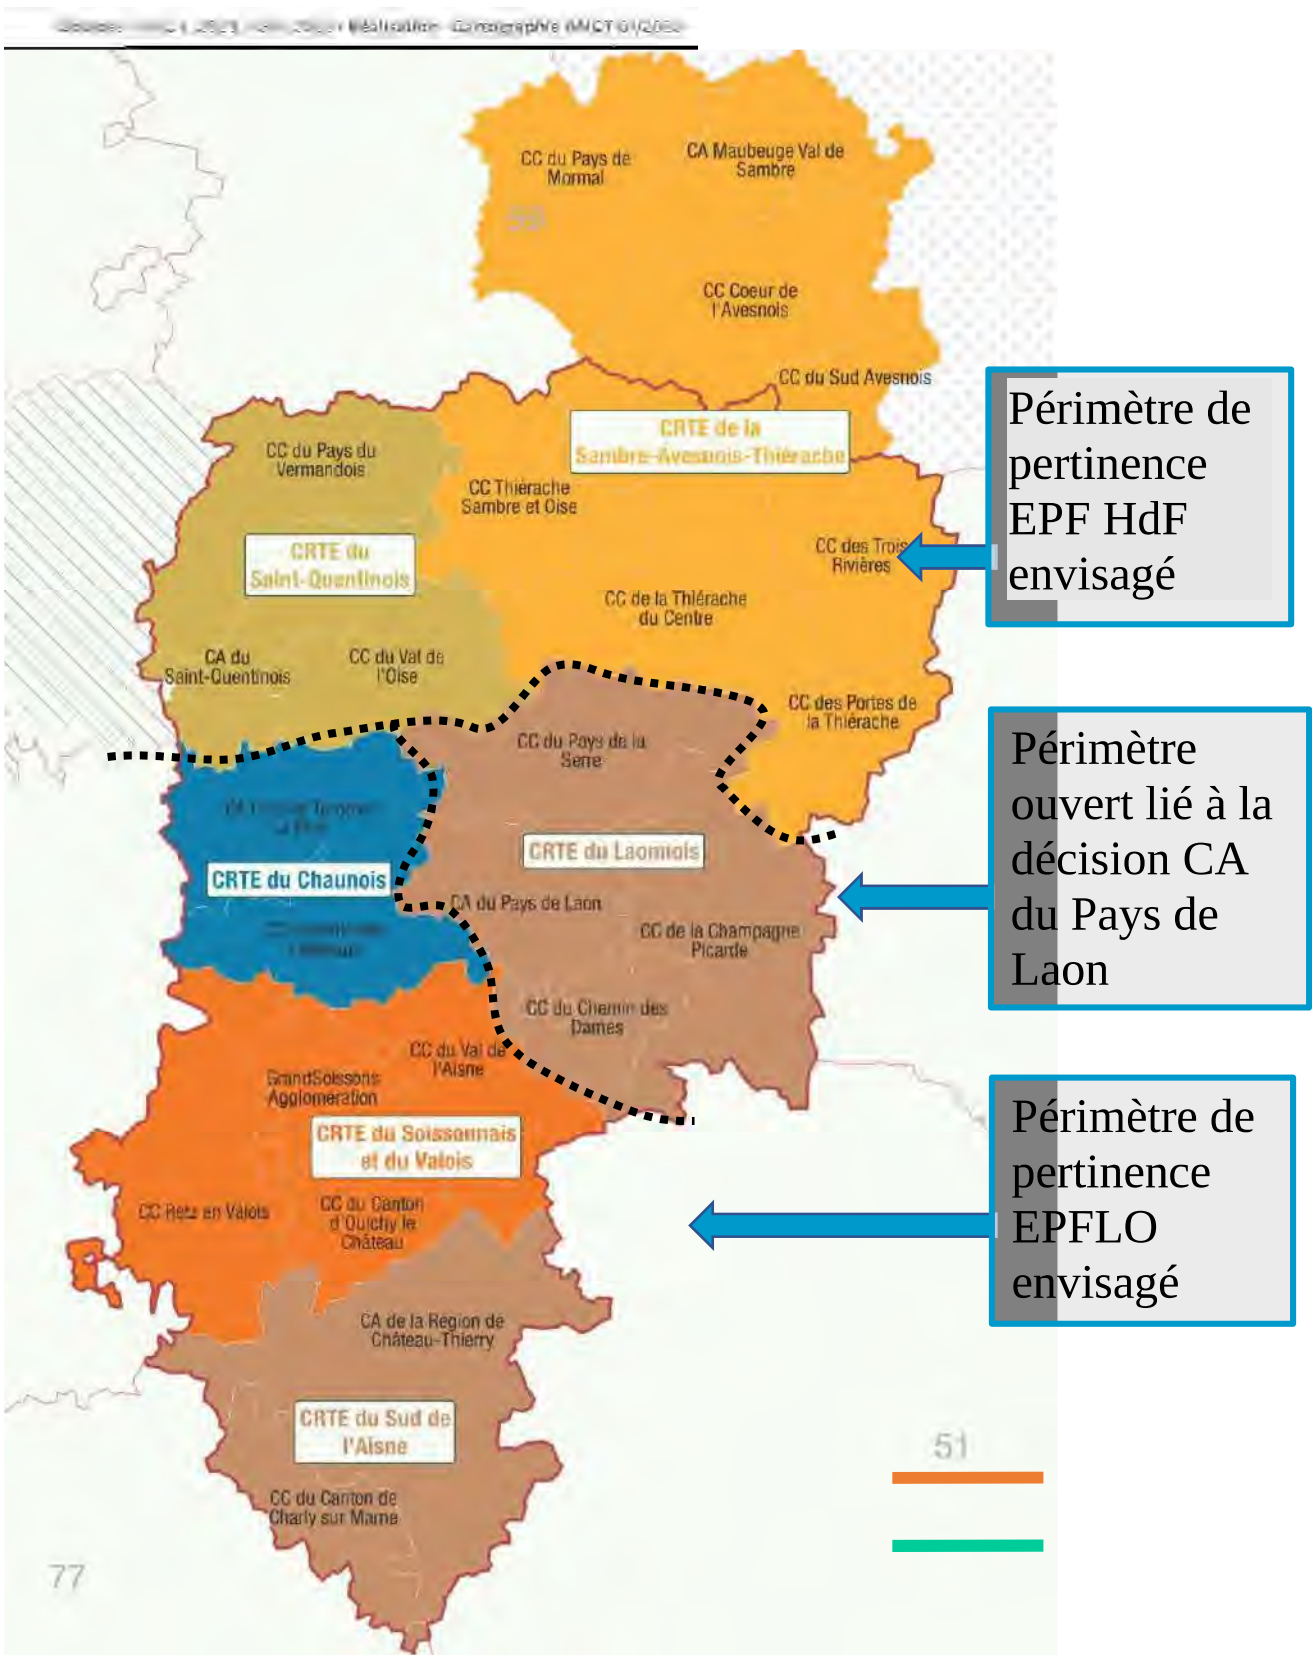 Réalisation : Cartographie ANCT 01/2022
CC du Pays de
Mormal
CA Maubeuge Val de
Sambre
59
CC Coeur de
l'Avesnois
CC du Sud Avesnois
CRTE de la
Sambre-Avesnois-Thiérache
CC du Pays du
Vermandois
CC Thiérache
Sambre et Oise
CRTE du
Saint-Quentinois
CC des Trois
Rivières
CC de la Thiérache
du Centre
CA du
Saint-Quentinois
CC du Val de
l'Oise
CC des Portes de
la Thiérache
CC du Pays de la
Serre
CRTE du Laonnois
CRTE du Chaunois
CA du Pays de Laon
CC de la Champagne
Picarde
CC du Chemin des
Dames
CC du Val de
l'Aisne
GrandSoissons
Agglomération
CRTE du Soissonnais
et du Valois
CC Retz en Valois
CC du Canton
d'Oulchy le
Château
CA de la Région de
Château-Thierry
CRTE du Sud de
l'Aisne
CC du Canton de
Charly sur Marne
51
77
Périmètre de
pertinence
EPF HdF
envisagé
Périmètre
ouvert lié à la
décision CA
du Pays de
Laon
Périmètre de
pertinence
EPFLO
envisagé